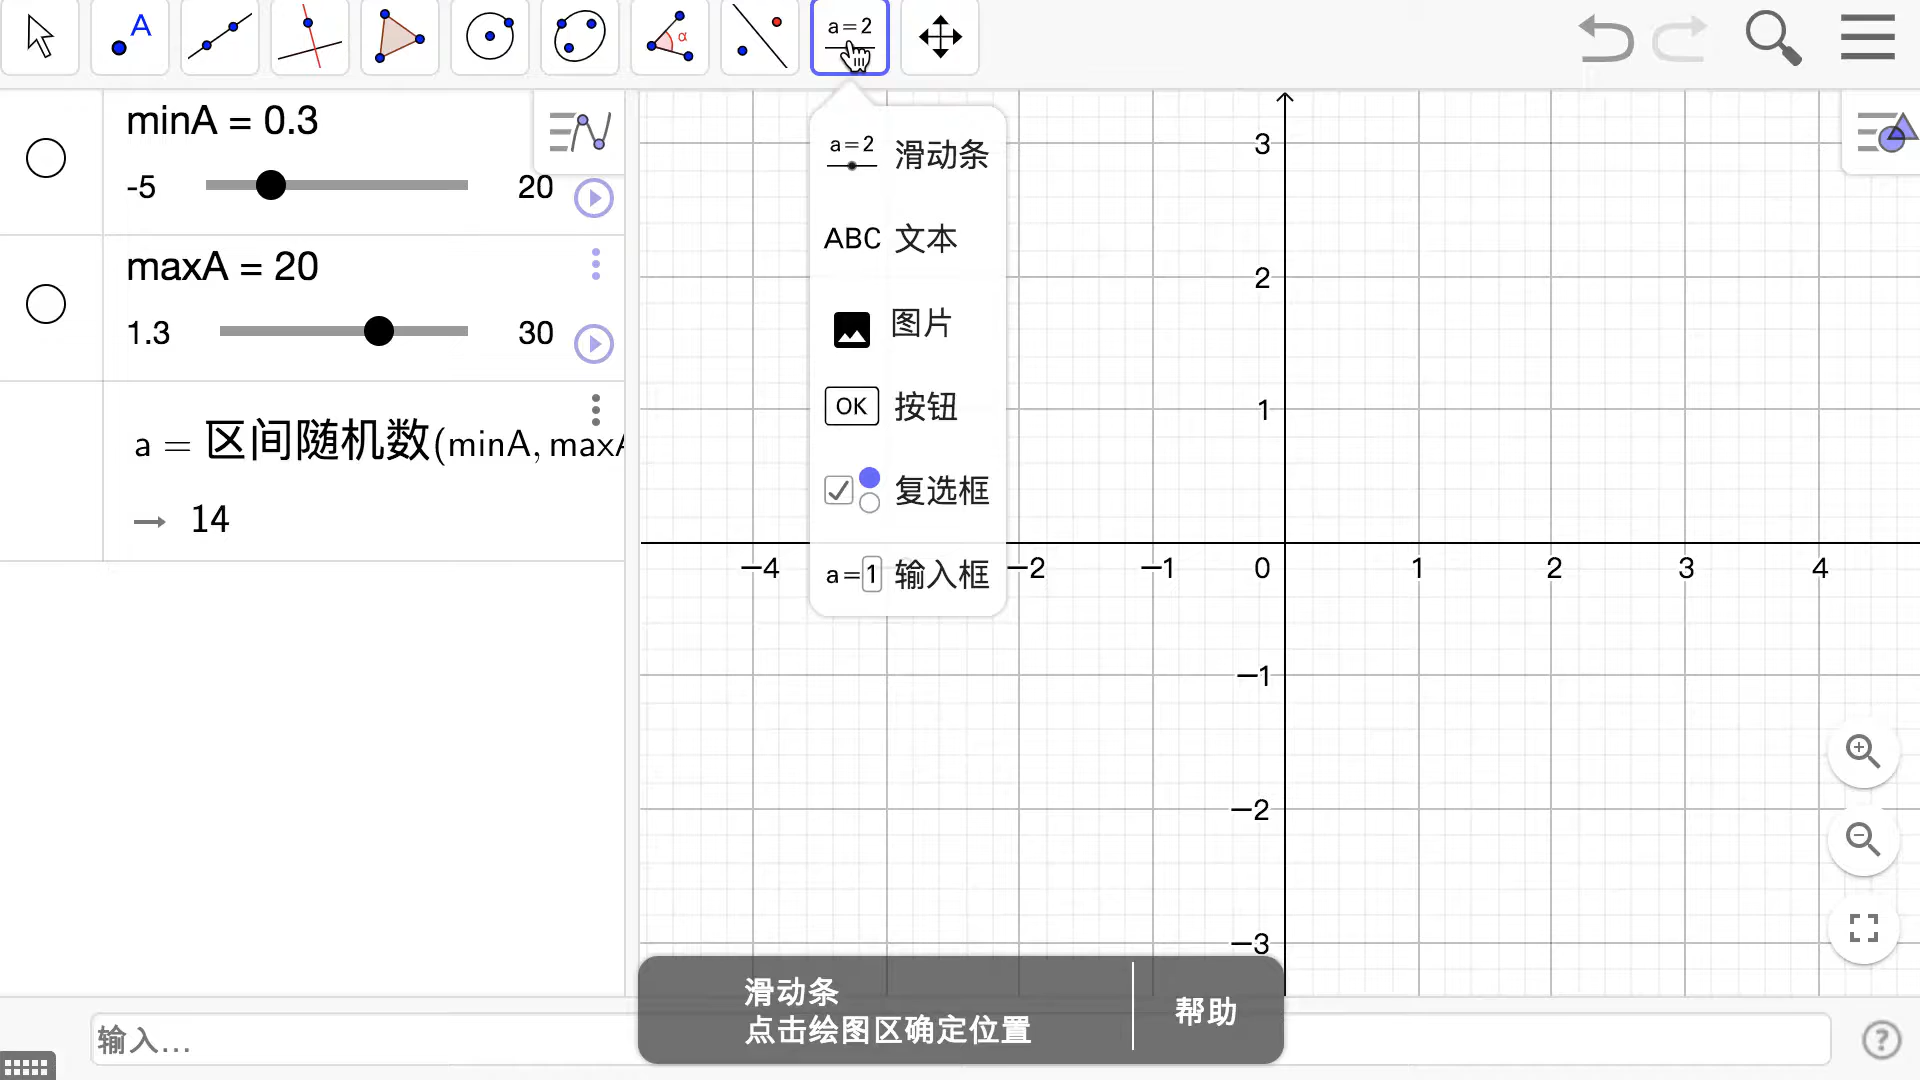 A
α
a=2
minA = 0.3
-5
20
maxA = 20
1.3
30
a = 区间随机数(minA, maxA
→ 14
a=2 滑动条
ABC 文本
图片
OK 按钮
复选框
a=1 输入框
3
2
1
−4
−2
−1
0
1
2
3
4
−1
−2
−3
滑动条
点击绘图区确定位置
帮助
输入...
?